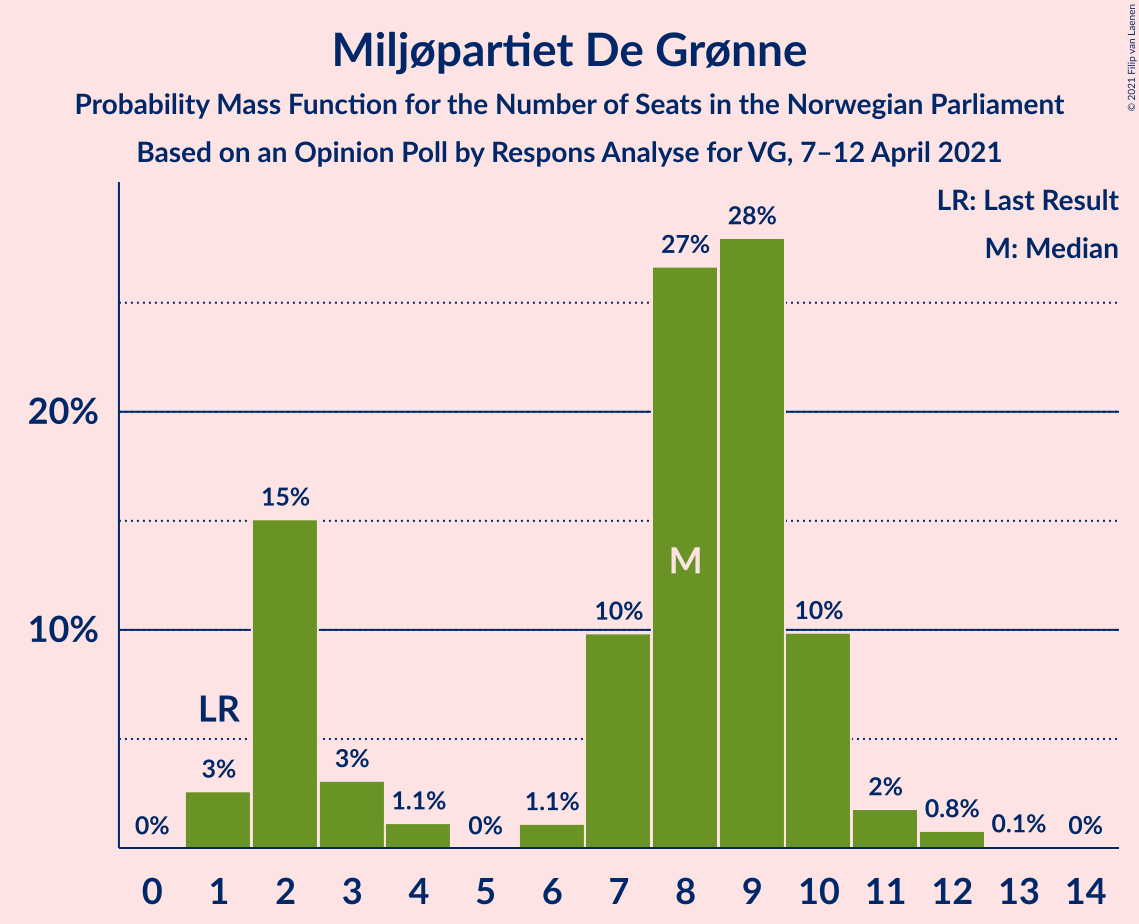 Miljøpartiet De Grønne
Probability Mass Function for the Number of Seats in the Norwegian Parliament
Based on an Opinion Poll by Respons Analyse for VG, 7–12 April 2021
© 2021 Filip van Laenen
LR: Last Result
M: Median
28%
27%
20%
15%
M
10%
10%
10%
LR
3%
3%
1.1%
1.1%
2%
0.8%
0%
0%
0.1%
0%
0 1 2 3 4 5 6 7 8 9 10 11 12 13 14